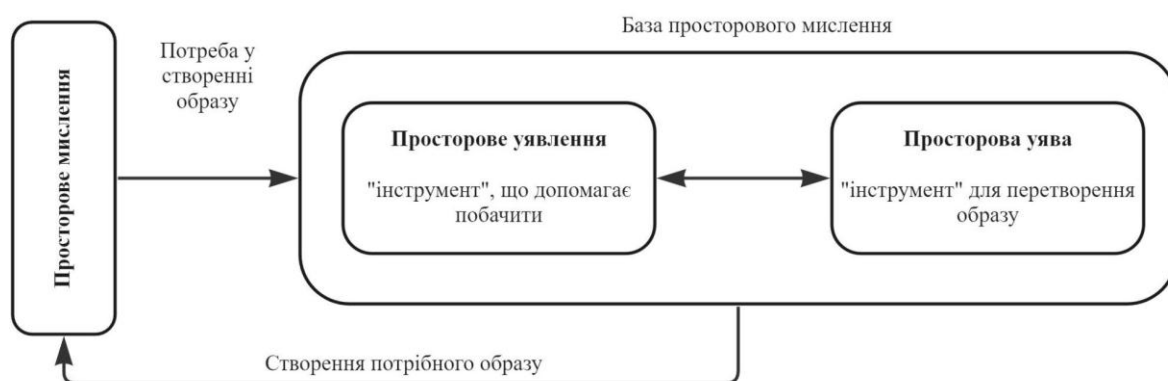 Просторове мислення
Потреба у
створенні
образу
База просторового мислення
Просторове уявлення
"інструмент", що допомагає
побачити
Просторова уява
"інструмент" для перетворення
образу
Створення потрібного образу